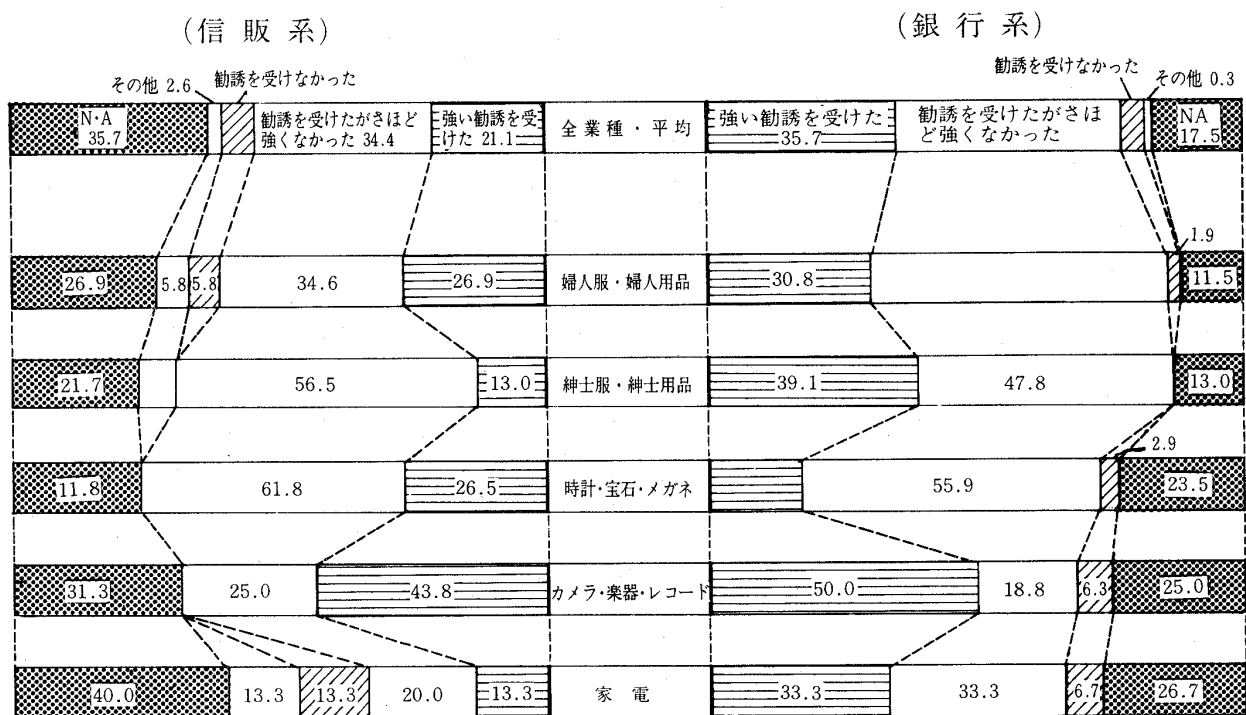 (信販系)
(銀行系)
その他 2.6
勧誘を受けなかった
勧誘を受けなかった
その他 0.3
N・A
35.7
勧誘を受けたがさほど
強くなかった 34.4
強い勧誘を受
けた 21.1
全業種・平均
強い勧誘を受けた
35.7
勧誘を受けたがさほ
ど強くなかった
NA
17.5
1.9
26.9
5.8
5.8
34.6
26.9
婦人服・婦人用品
30.8
11.5
21.7
56.5
13.0
紳士服・紳士用品
39.1
47.8
13.0
2.9
11.8
61.8
26.5
時計・宝石・メガネ
55.9
23.5
31.3
25.0
43.8
カメラ・楽器・レコード
50.0
18.8
6.3
25.0
40.0
13.3
13.3
20.0
13.3
家電
33.3
33.3
6.7
26.7